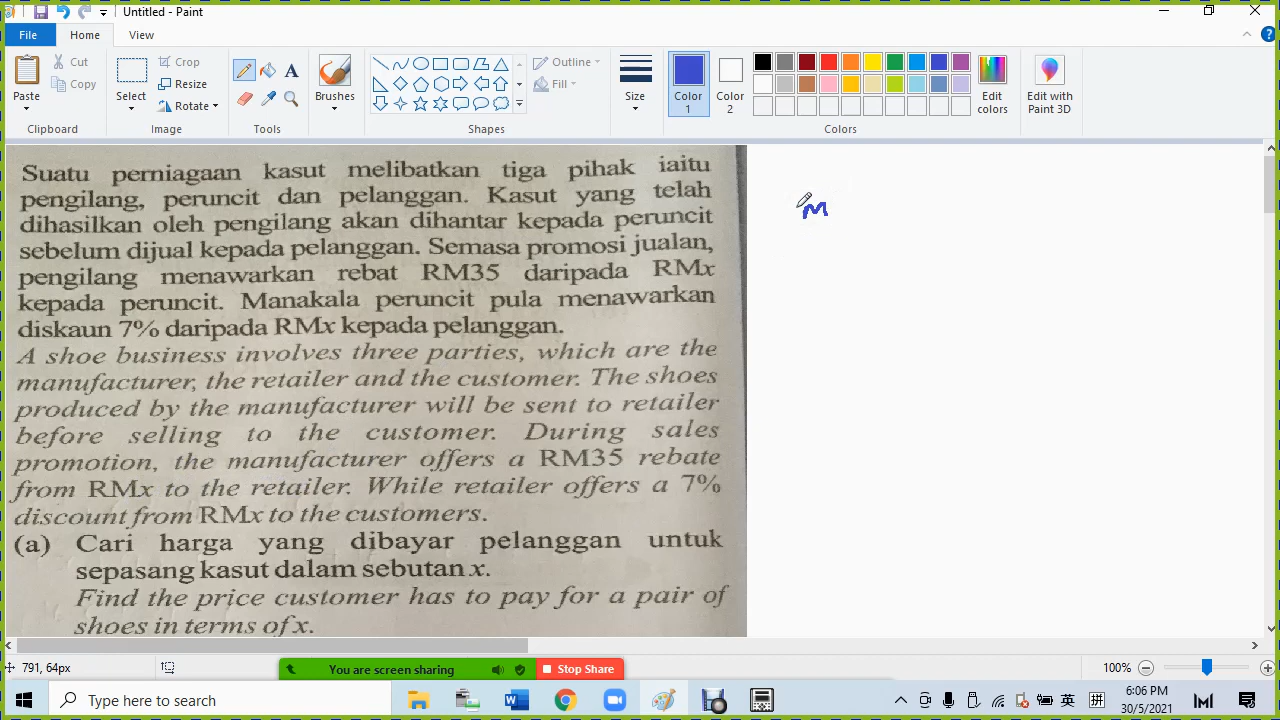 Untitled - Paint
File
Home
View
Paste
Cut
Copy
Clipboard
Select
Crop
Resize
Rotate
Image
A
Tools
Brushes
Outline
Fill
Shapes
Size
Color
1
Color
2
Colors
Edit
colors
Edit with
Paint 3D
Suatu perniagaan kasut melibatkan tiga pihak iaitu
pengilang, peruncit dan pelanggan. Kasut yang telah
dihasilkan oleh pengilang akan dihantar kepada peruncit
sebelum dijual kepada pelanggan. Semasa promosi jualan,
pengilang menawarkan rebat RM35 daripada RMx
kepada peruncit. Manakala peruncit pula menawarkan
diskaun 7% daripada RMx kepada pelanggan.
A shoe business involves three parties, which are the
manufacturer, the retailer and the customer. The shoes
produced by the manufacturer will be sent to retailer
before selling to the customer. During sales
promotion, the manufacturer offers a RM35 rebate
from RMx to the retailer. While retailer offers a 7%
discount from RMx to the customers.
(a) Cari harga yang dibayar pelanggan untuk
sepasang kasut dalam sebutan x.
Find the price customer has to pay for a pair of
shoes in terms of x.
M
791, 64px
You are screen sharing
Stop Share
100%
Type here to search
英
拼
6:06 PM
30/5/2021